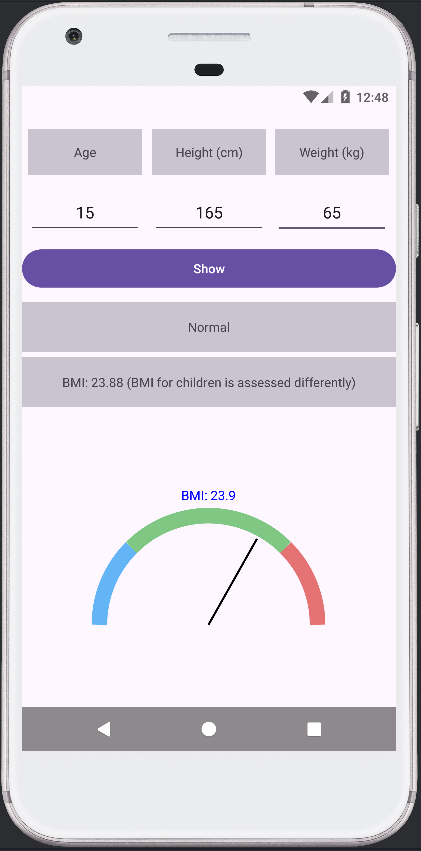 12:48
Age
Height (cm)
Weight (kg)
15
165
65
Show
Normal
BMI: 23.88 (BMI for children is assessed differently)
BMI: 23.9